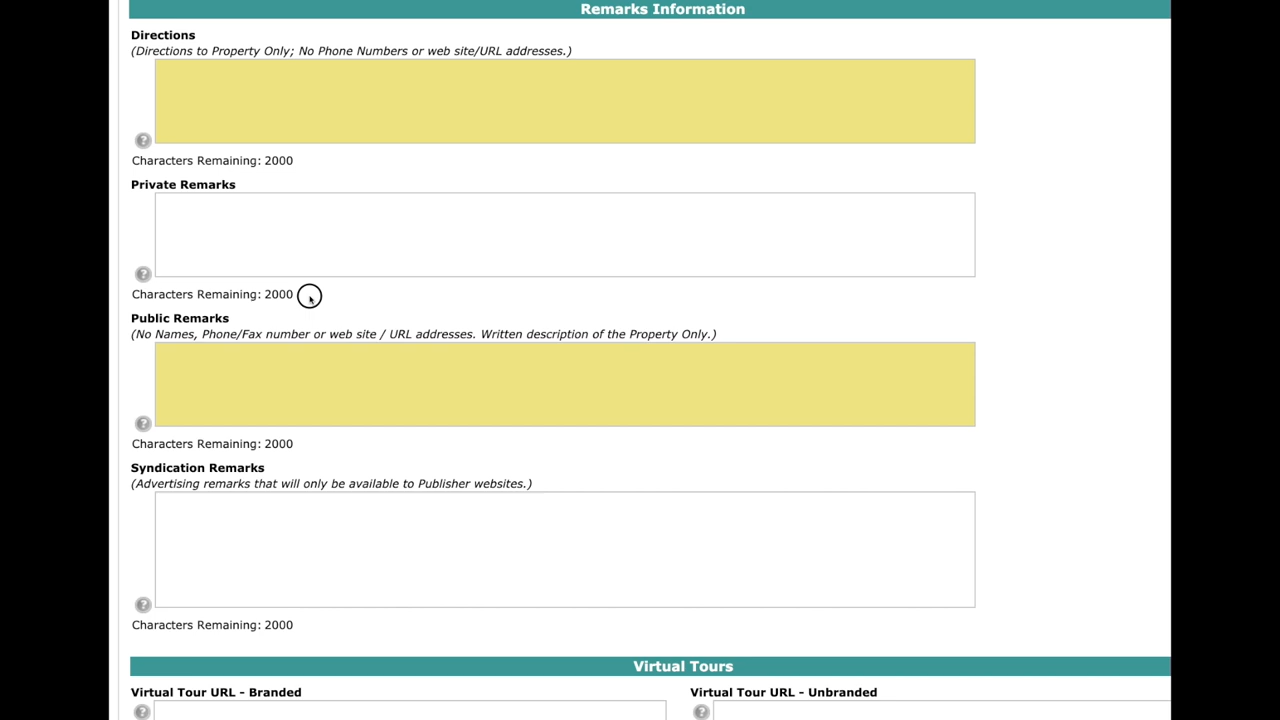 Remarks Information
Directions
(Directions to Property Only; No Phone Numbers or web site/URL addresses.)
?
Characters Remaining: 2000
Private Remarks
?
Characters Remaining: 2000
Public Remarks
(No Names, Phone/Fax number or web site / URL addresses. Written description of the Property Only.)
?
Characters Remaining: 2000
Syndication Remarks
(Advertising remarks that will only be available to Publisher websites.)
?
Characters Remaining: 2000
Virtual Tours
Virtual Tour URL - Branded Virtual Tour URL - Unbranded
? ?